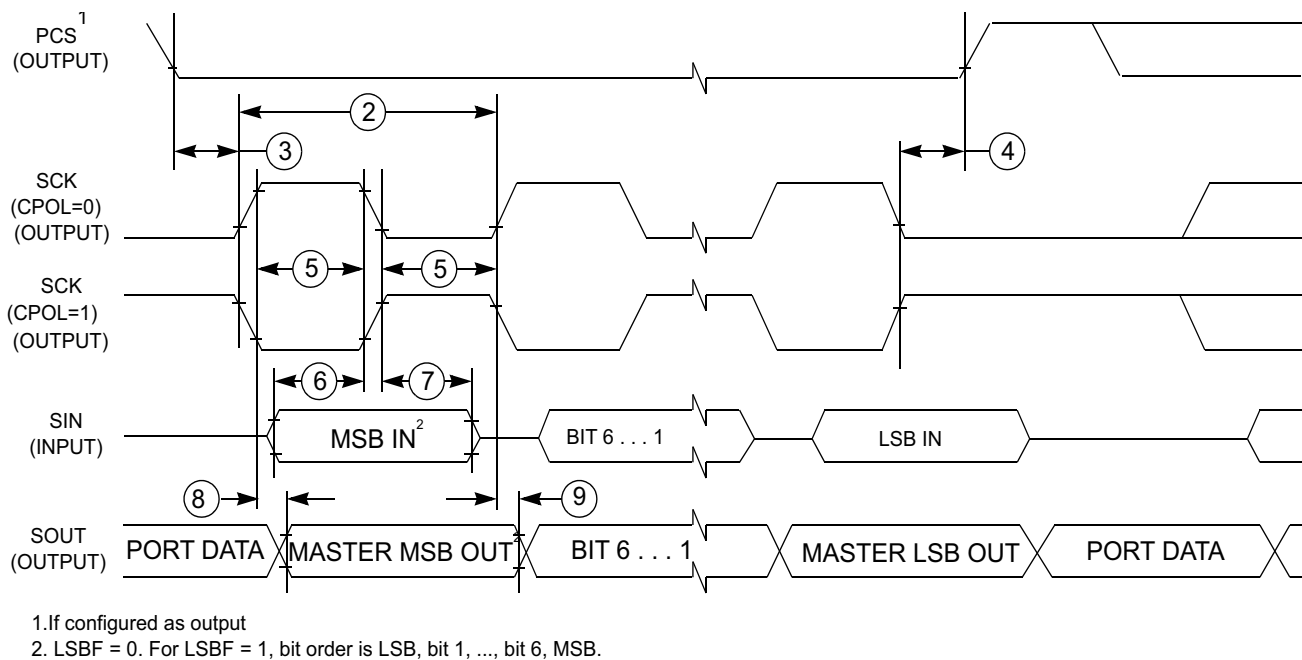 PCS1
(OUTPUT)
2
3
4
SCK
(CPOL=0)
(OUTPUT)
5
5
SCK
(CPOL=1)
(OUTPUT)
6
7
SIN
(INPUT)
MSB IN2
BIT 6 . . . 1
LSB IN
8
9
SOUT
(OUTPUT)
PORT DATA
MASTER MSB OUT2
BIT 6 . . . 1
MASTER LSB OUT
PORT DATA
1.If configured as output
2. LSBF = 0. For LSBF = 1, bit order is LSB, bit 1, ..., bit 6, MSB.